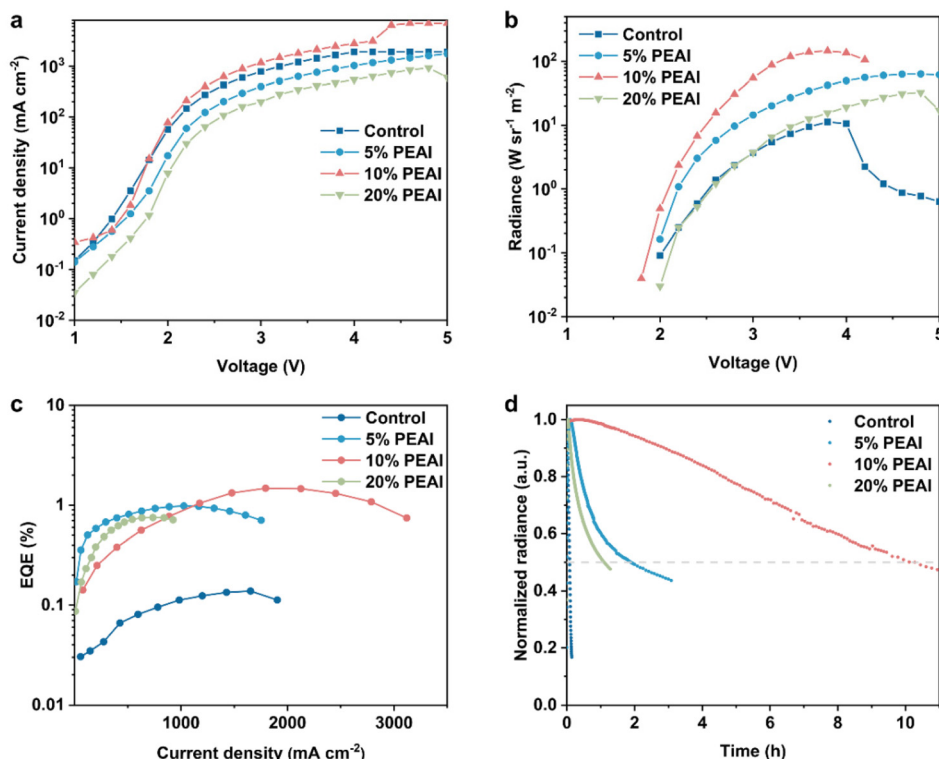 a
Current density (mA cm⁻²)
10³
10²
10¹
10⁰
10⁻¹
10⁻²
1 2 3 4 5
Voltage (V)
Control
5% PEAI
10% PEAI
20% PEAI
b
Radiance (W sr⁻¹ m⁻²)
10²
10¹
10⁰
10⁻¹
10⁻²
1 2 3 4 5
Voltage (V)
Control
5% PEAI
10% PEAI
20% PEAI
c
EQE (%)
10
1
0.1
0.01
1000 2000 3000
Current density (mA cm⁻²)
Control
5% PEAI
10% PEAI
20% PEAI
d
Normalized radiance (a.u.)
1.0
0.8
0.6
0.4
0.2
0.0
0 2 4 6 8 10
Time (h)
Control
5% PEAI
10% PEAI
20% PEAI